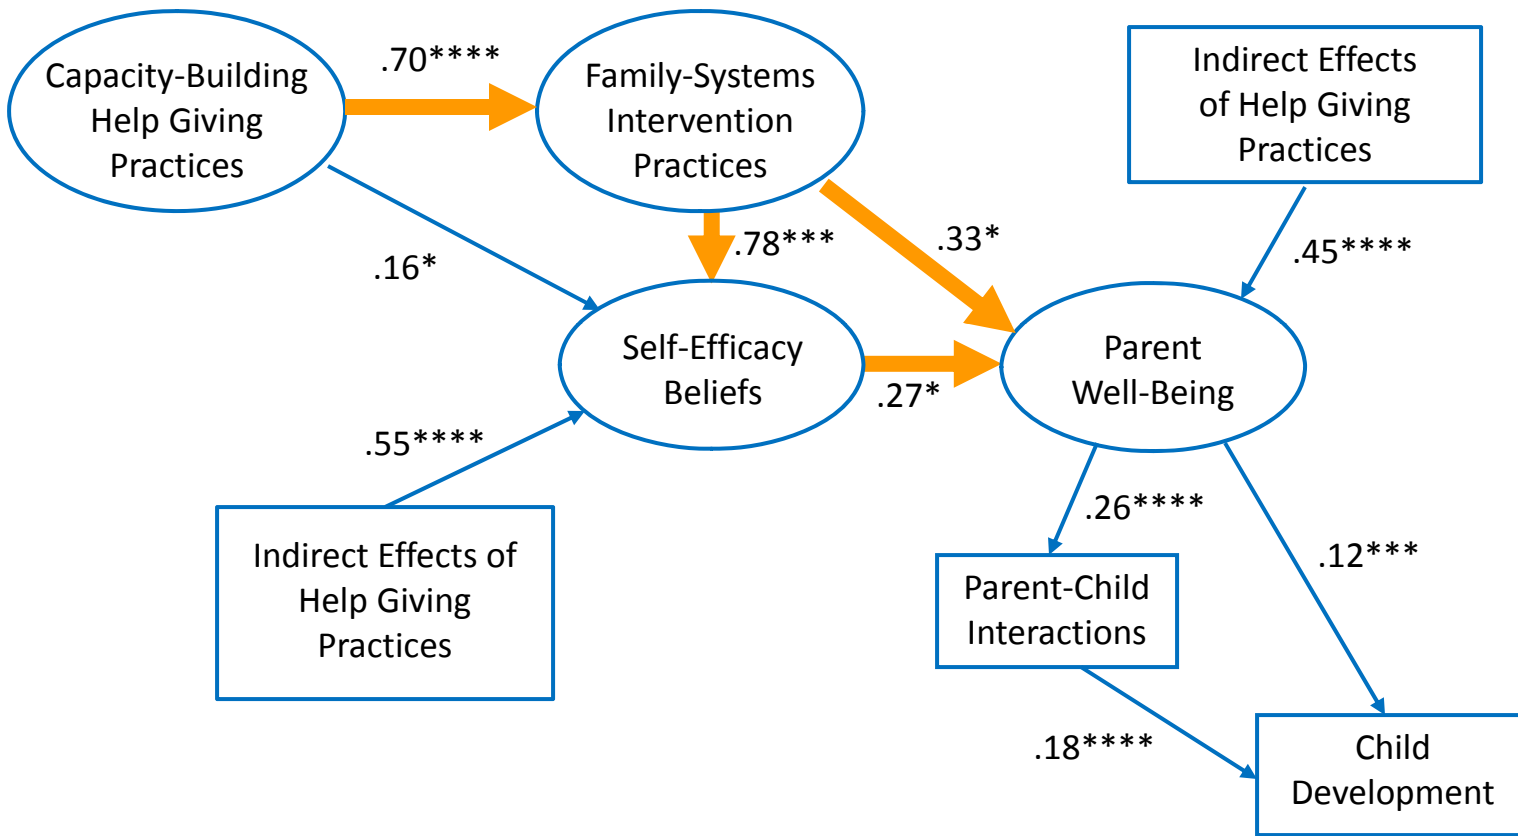 Capacity-Building
Help Giving
Practices
.70****
Family-Systems
Intervention
Practices
Indirect Effects
of Help Giving
Practices
.16*
.78***
.33*
.45****
Self-Efficacy
Beliefs
.27*
Parent
Well-Being
.55****
Indirect Effects of
Help Giving
Practices
.26****
.12***
Parent-Child
Interactions
.18****
Child
Development